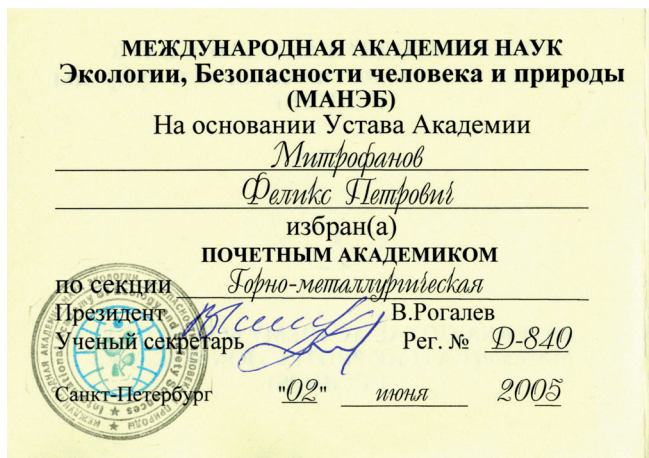 МЕЖДУНАРОДНАЯ АКАДЕМИЯ НАУК
Экологии, Безопасности человека и природы
(МАНЭБ)
На основании Устава Академии
Митрофанов
Феликс Петрович
избран(а)
ПОЧЕТНЫМ АКАДЕМИКОМ
по секции Горно-металлургическая
Президент В.Рогалев
Ученый секретарь Рег. № Д-840
Санкт-Петербург "02" июня 2005